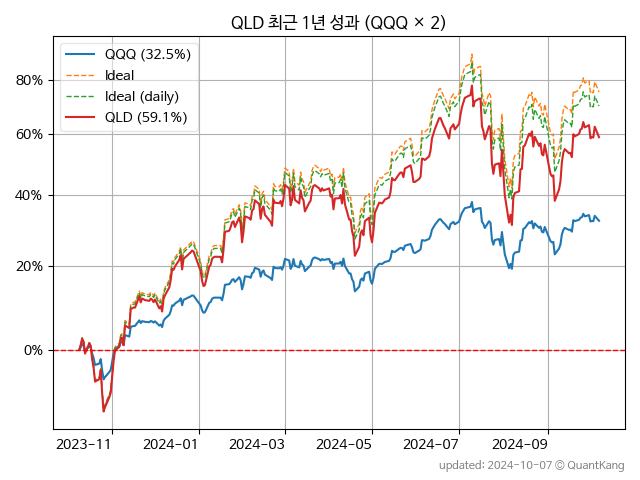 QLD 최근 1년 성과 (QQQ × 2)
QQQ (32.5%)
Ideal
Ideal (daily)
QLD (59.1%)
80%
60%
40%
20%
0%
2023-11 2024-01 2024-03 2024-05 2024-07 2024-09
updated: 2024-10-07 © QuantKang